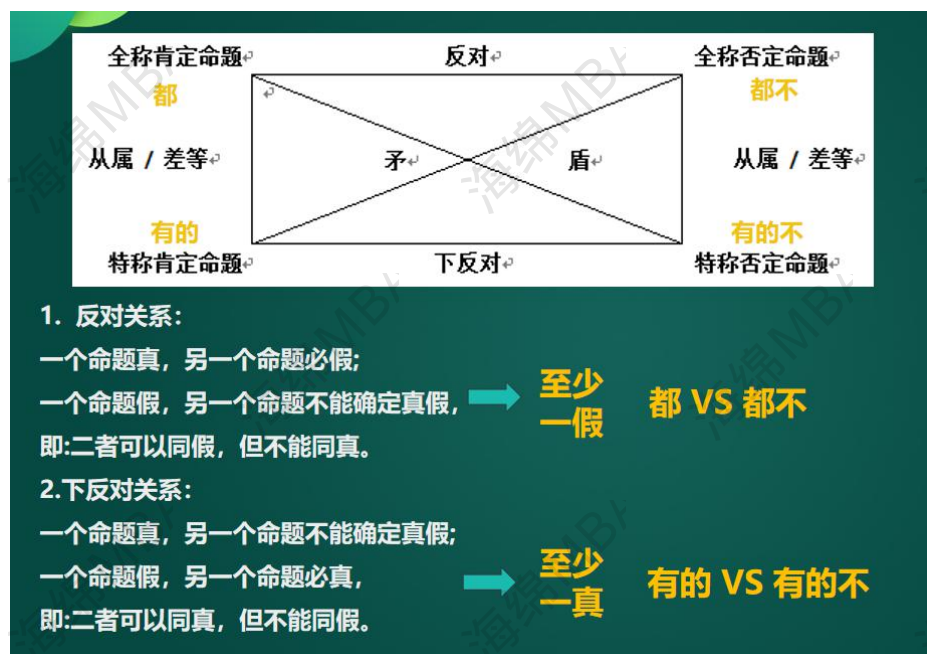 全称肯定命题 反对 全称否定命题
都 都不
从属 / 差等 矛 盾 从属 / 差等
有的 有的不
特称肯定命题 下反对 特称否定命题
1. 反对关系：
一个命题真，另一个命题必假;
一个命题假，另一个命题不能确定真假，
即:二者可以同假，但不能同真。
至少
一假
都 VS 都不
2.下反对关系：
一个命题真，另一个命题不能确定真假;
一个命题假，另一个命题必真，
即:二者可以同真，但不能同假。
至少
一真
有的 VS 有的不
海绵MBA